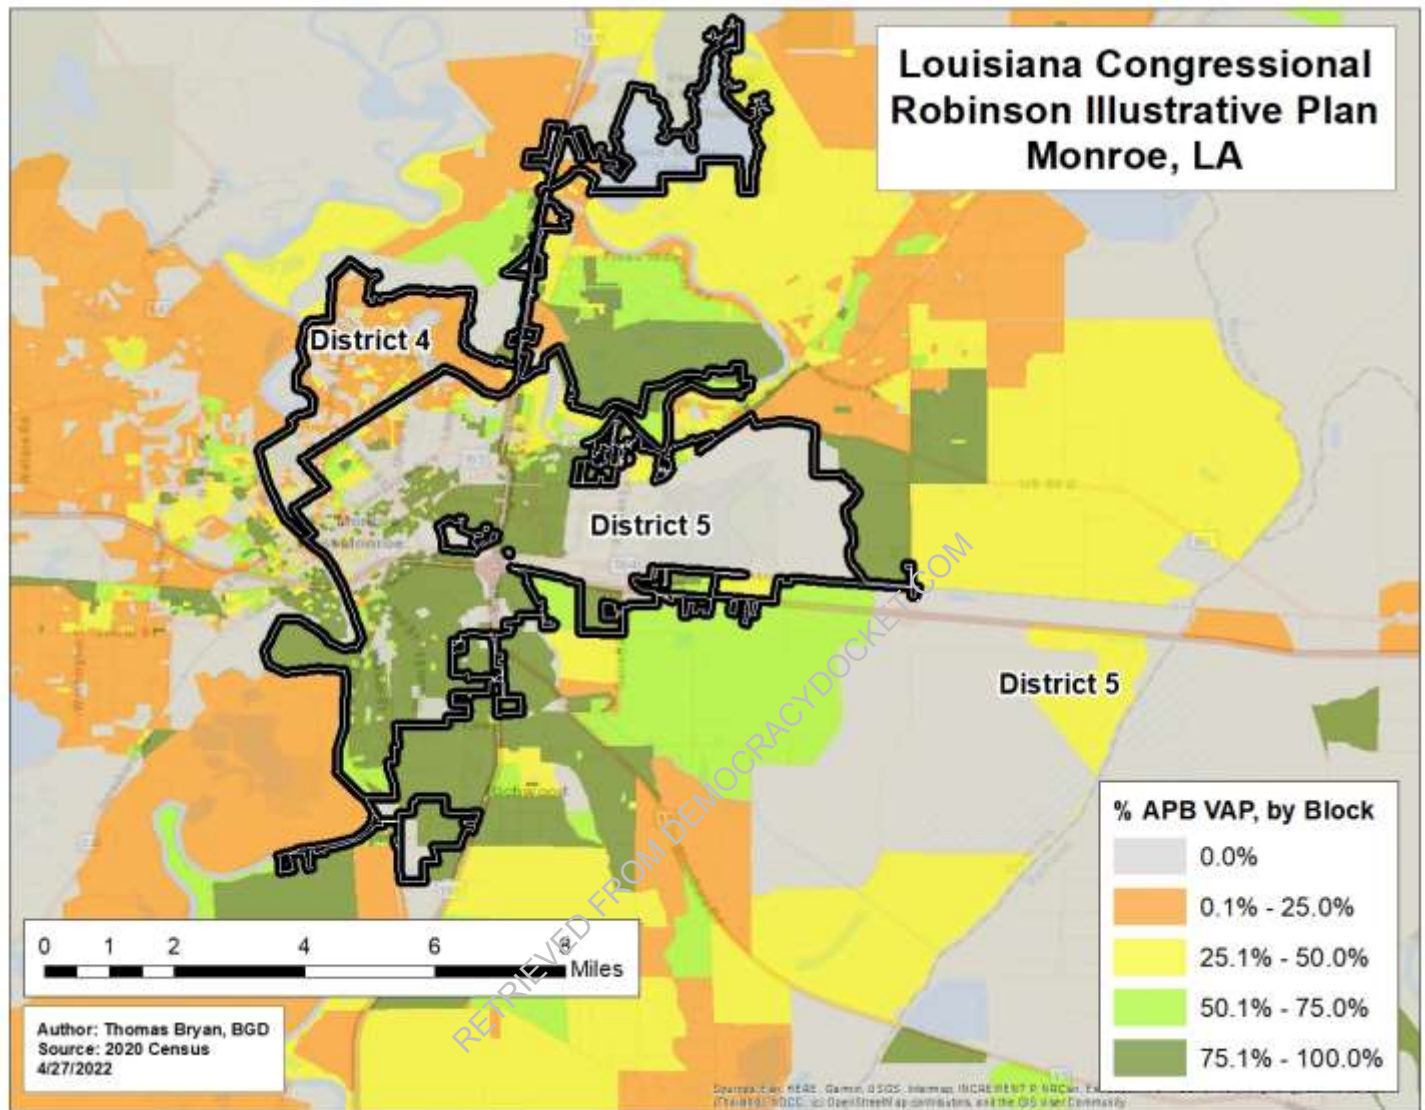 Louisiana Congressional
Robinson Illustrative Plan
Monroe, LA
District 4
District 5
District 5
% APB VAP, by Block
0.0%
0.1% - 25.0%
25.1% - 50.0%
50.1% - 75.0%
75.1% - 100.0%
0 1 2 4 6 8
Miles
Author: Thomas Bryan, BGD
Source: 2020 Census
4/27/2022
RETRIEVED FROM DEMOCRACYDOCKET.COM